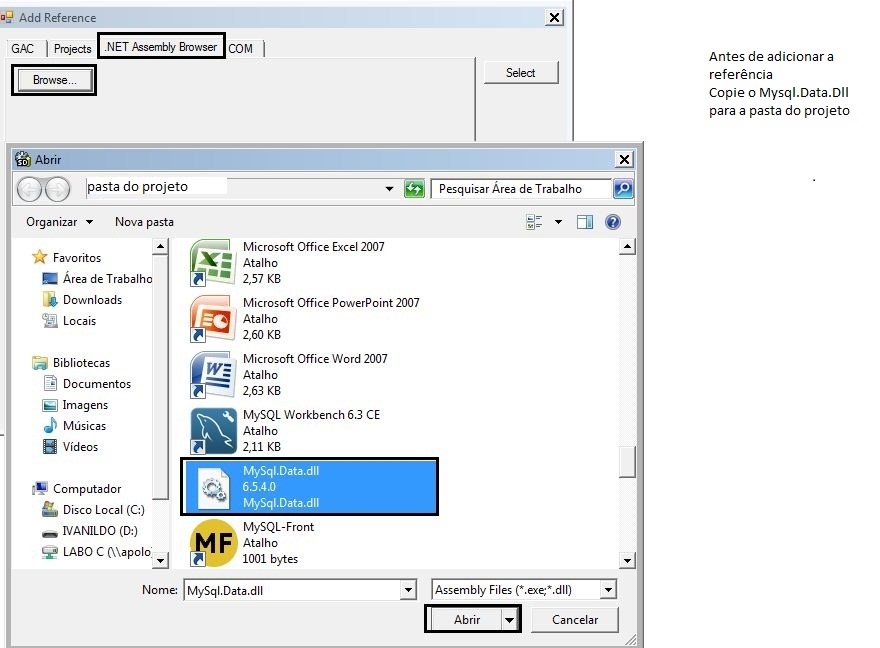 Add Reference
GAC Projects .NET Assembly Browser COM
Browse...
Select
Antes de adicionar a
referência
Copie o Mysql.Data.Dll
para a pasta do projeto
.
Abrir
pasta do projeto
Pesquisar Área de Trabalho
Organizar
Nova pasta
Favoritos
Área de Trabalho
Downloads
Locais
Bibliotecas
Documentos
Imagens
Músicas
Vídeos
Computador
Disco Local (C:)
IVANILDO (D:)
LABO C (\\apolo)
Microsoft Office Excel 2007
Atalho
2,57 KB
Microsoft Office PowerPoint 2007
Atalho
2,60 KB
Microsoft Office Word 2007
Atalho
2,63 KB
MySQL Workbench 6.3 CE
Atalho
2,11 KB
MySql.Data.dll
6.5.4.0
MySql.Data.dll
MF
MySQL-Front
Atalho
1001 bytes
Nome: MySql.Data.dll
Assembly Files (*.exe;*.dll)
Abrir
Cancelar